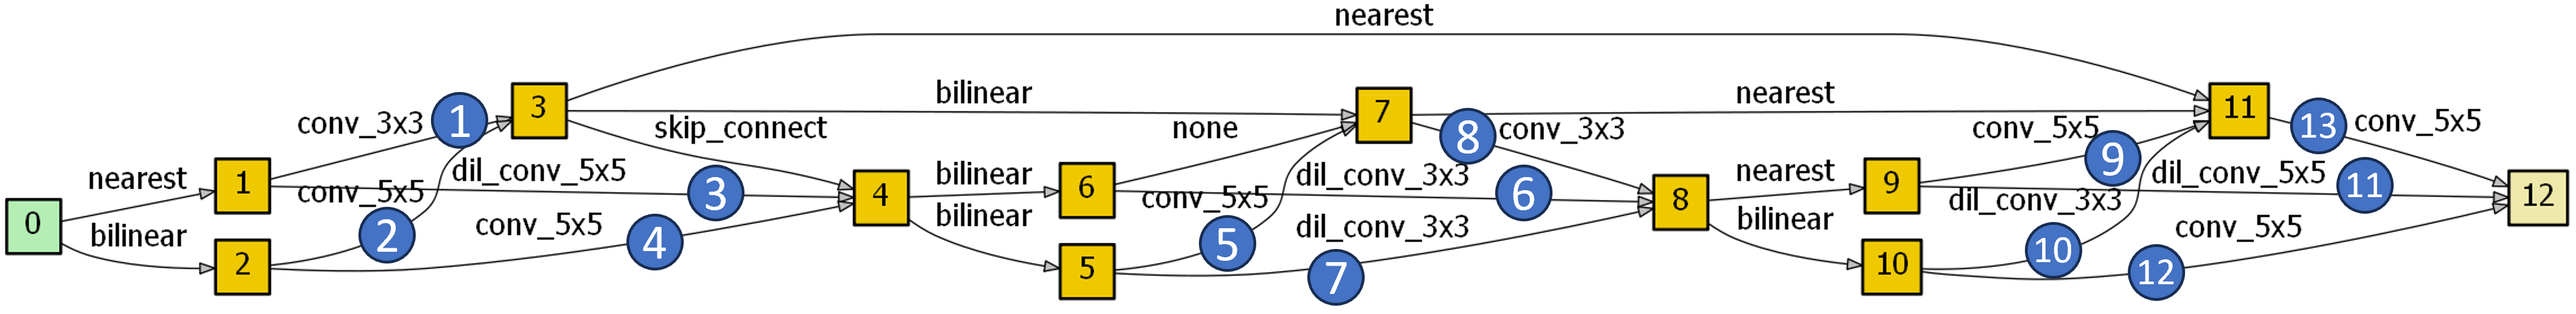 nearest
bilinear
nearest
conv_3x3
1
3
skip_connect
none
7
8
conv_3x3
conv_5x5
11
13
conv_5x5
nearest
1
conv_5x5
dil_conv_5x5
3
bilinear
6
dil_conv_3x3
6
nearest
9
9
dil_conv_5x5
11
0
bilinear
2
2
conv_5x5
4
4
bilinear
conv_5x5
5
dil_conv_3x3
8
bilinear
dil_conv_3x3
10
conv_5x5
12
nearest
5
7
10
12